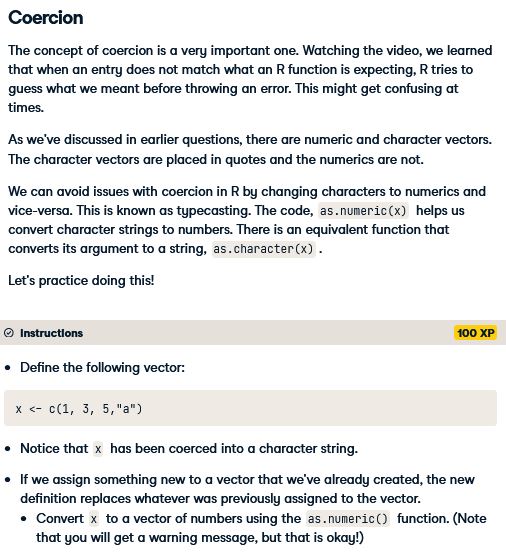 Coercion
The concept of coercion is a very important one. Watching the video, we learned
that when an entry does not match what an R function is expecting, R tries to
guess what we meant before throwing an error. This might get confusing at
times.
As we've discussed in earlier questions, there are numeric and character vectors.
The character vectors are placed in quotes and the numerics are not.
We can avoid issues with coercion in R by changing characters to numerics and
vice-versa. This is known as typecasting. The code, as.numeric(x) helps us
convert character strings to numbers. There is an equivalent function that
converts its argument to a string, as.character(x) .
Let's practice doing this!
Instructions 100 XP
• Define the following vector:
x <- c(1, 3, 5,"a")
• Notice that x has been coerced into a character string.
• If we assign something new to a vector that we've already created, the new
definition replaces whatever was previously assigned to the vector.
• Convert x to a vector of numbers using the as.numeric() function. (Note
that you will get a warning message, but that is okay!)